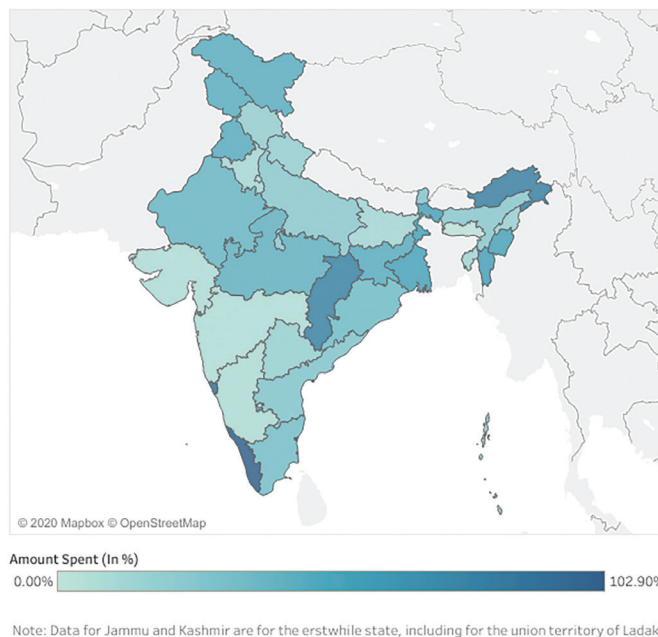 © 2020 Mapbox © OpenStreetMap
Amount Spent (In %)
0.00% 102.90%
Note: Data for Jammu and Kashmir are for the erstwhile state, including for the union territory of Ladak